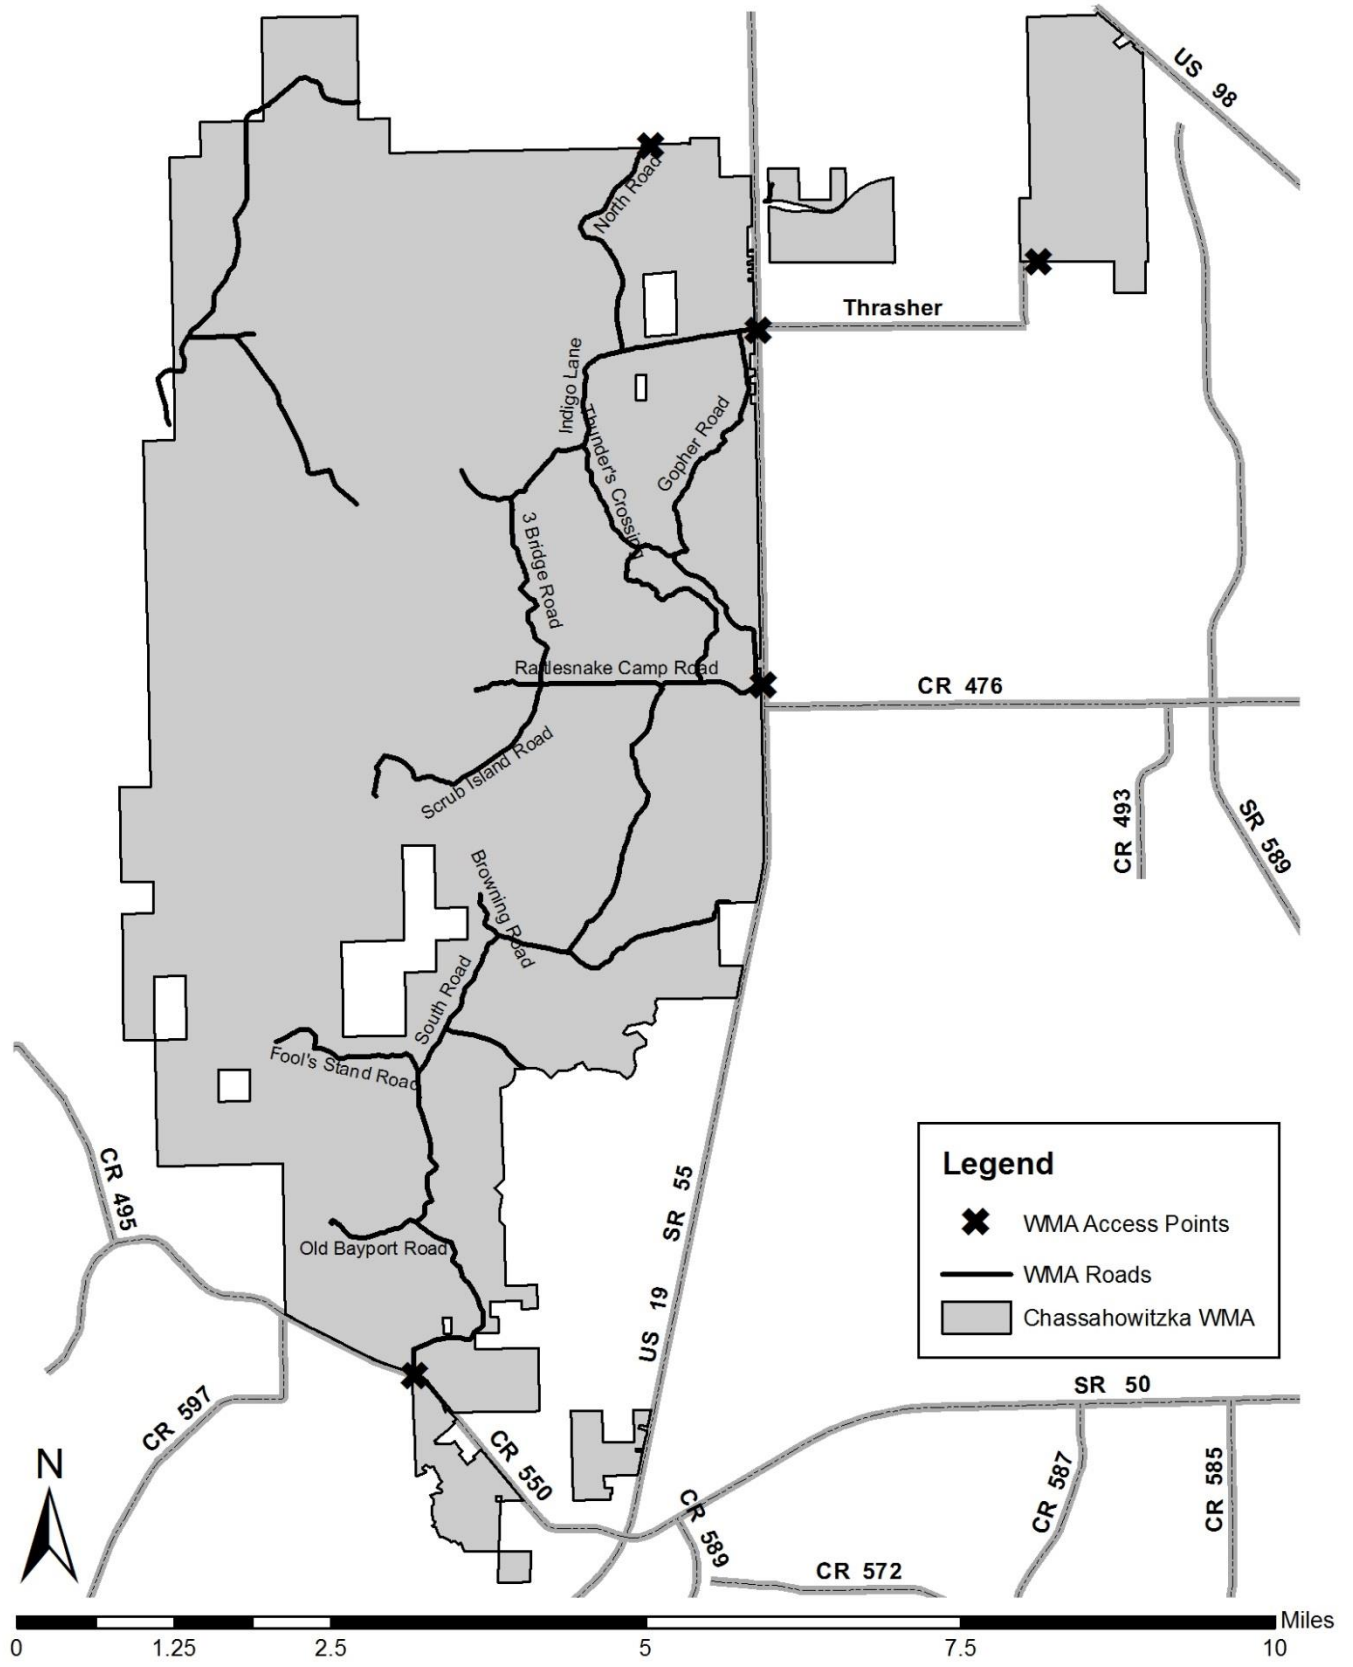 US 98
North Road
Thrasher
Indigo Lane
Thunder's Crossing
Gopher Road
3 Bridge Road
Rattlesnake Camp Road
CR 476
Scrub Island Road
CR 493
SR 589
Browning Road
South Road
Fool's Stand Road
CR 495
Old Bayport Road
US 19 SR 55
Legend
WMA Access Points
WMA Roads
Chassahowitzka WMA
SR 50
CR 597
CR 550
CR 589
CR 587
CR 585
CR 572
N
Miles
0 1.25 2.5 5 7.5 10